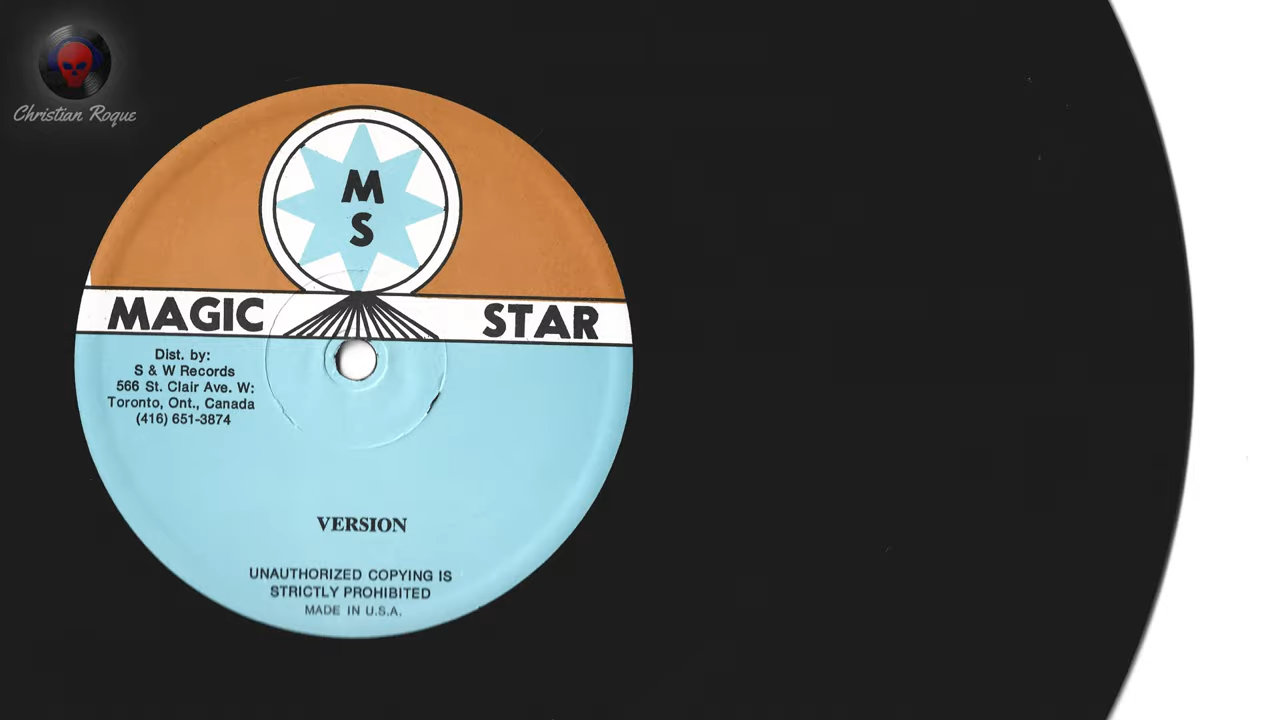 Christian Roque
M
S
MAGIC STAR
Dist. by:
S & W Records
566 St. Clair Ave. W:
Toronto, Ont., Canada
(416) 651-3874
VERSION
UNAUTHORIZED COPYING IS
STRICTLY PROHIBITED
MADE IN U.S.A.